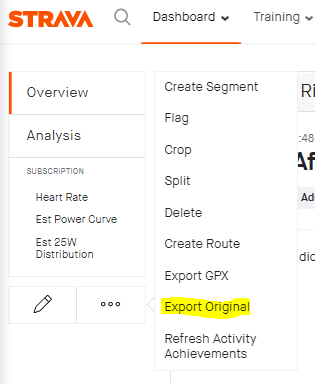 STRAVA
Dashboard
Training
Overview
Analysis
SUBSCRIPTION
Heart Rate
Est Power Curve
Est 25W
Distribution
Create Segment
Flag
Crop
Split
Delete
Create Route
Export GPX
Export Original
Refresh Activity
Achievements
Ri
:48
Af
Ad
dic